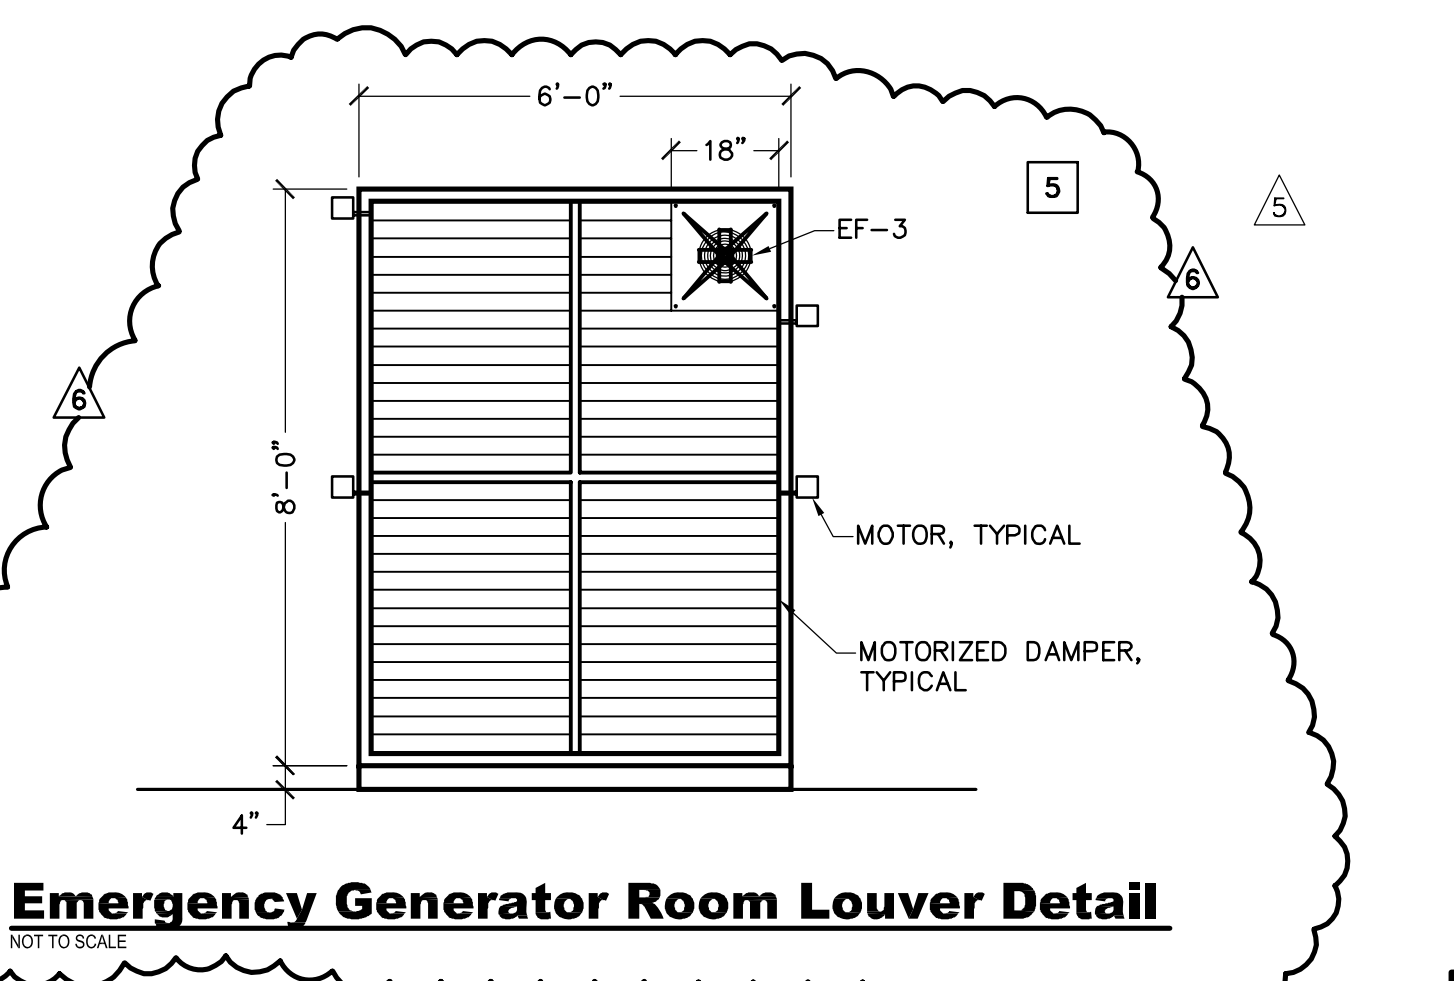 6'-0"
18"
5
5
EF-3
6
6
8'-0"
MOTOR, TYPICAL
MOTORIZED DAMPER,
TYPICAL
4"
Emergency Generator Room Louver Detail
NOT TO SCALE